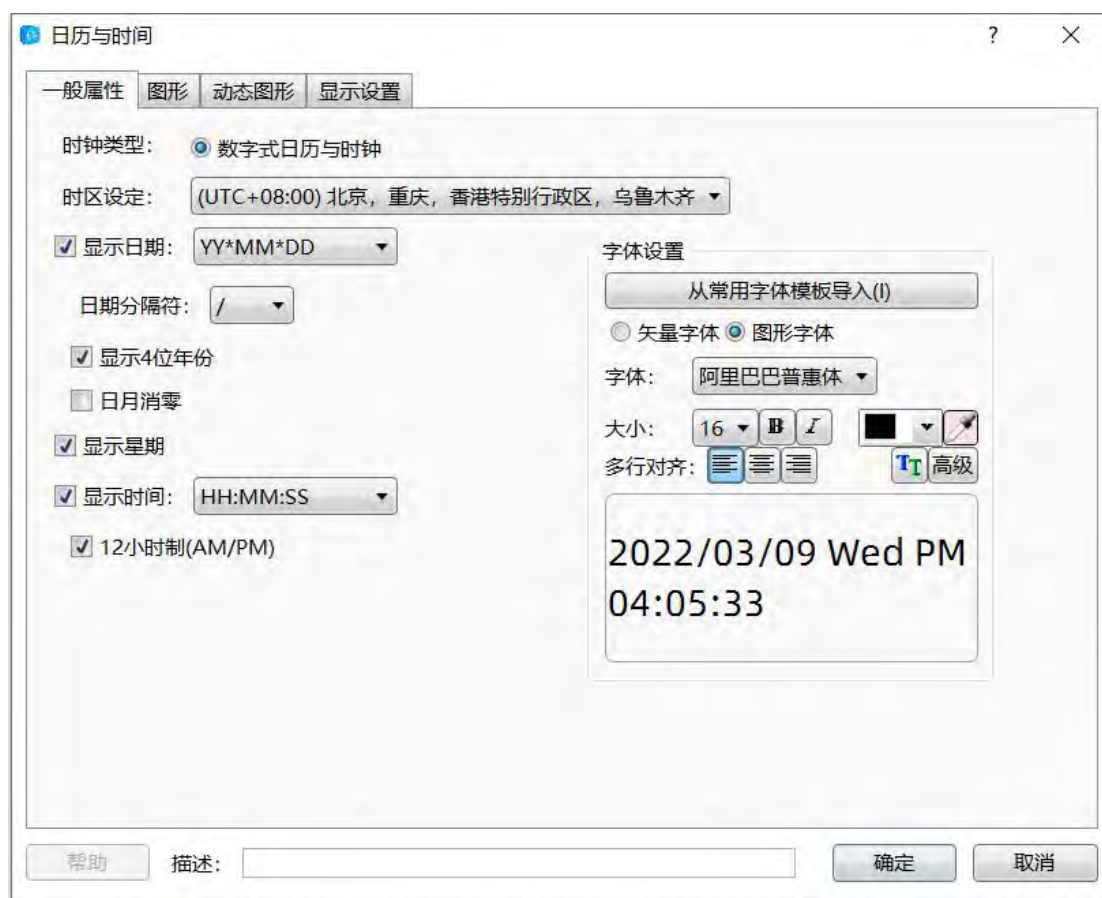 日历与时间 ?
一般属性 图形 动态图形 显示设置
时钟类型: 数字式日历与时钟
时区设定: (UTC+08:00) 北京，重庆，香港特别行政区，乌鲁木齐
显示日期: YY*MM*DD
日期分隔符: /
显示4位年份
日月消零
显示星期
显示时间: HH:MM:SS
12小时制(AM/PM)
字体设置
从常用字体模板导入(I)
矢量字体 图形字体
字体: 阿里巴巴普惠体
大小: 16 B I
多行对齐: TT 高级
2022/03/09 Wed PM
04:05:33
帮助 描述: 确定 取消